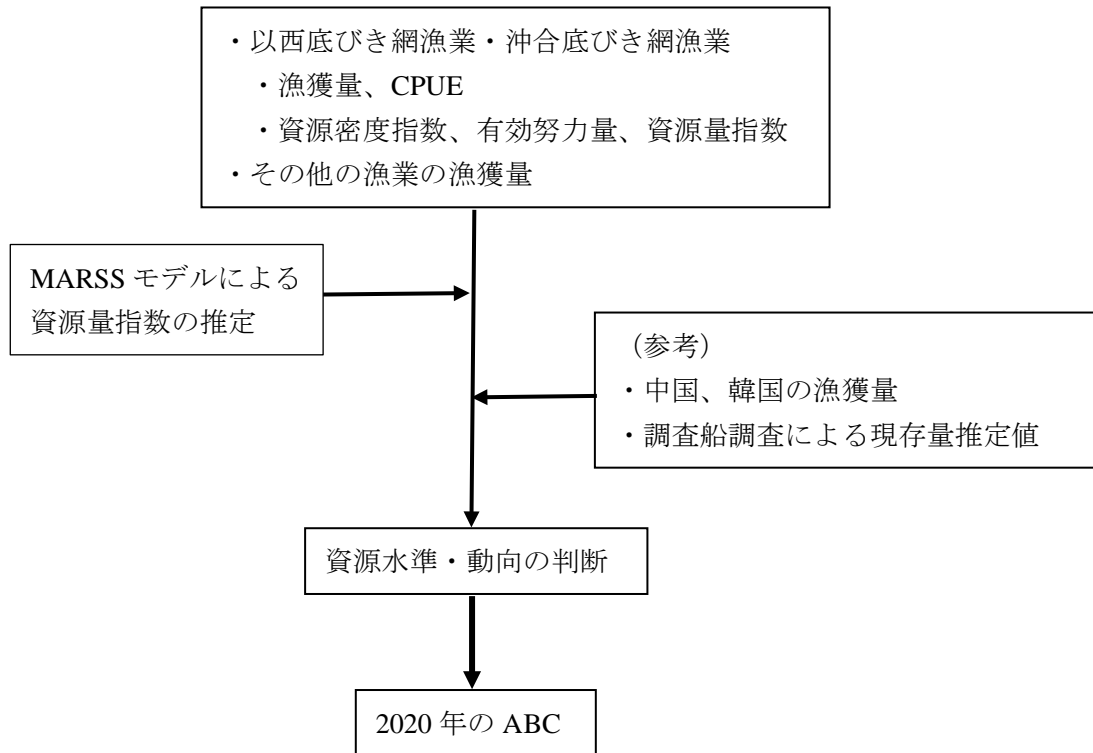 ・以西底びき網漁業・沖合底びき網漁業
・漁獲量、CPUE
・資源密度指数、有効努力量、資源量指数
・その他の漁業の漁獲量
MARSS モデルによる
資源量指数の推定
（参考）
・中国、韓国の漁獲量
・調査船調査による現存量推定値
資源水準・動向の判断
2020 年の ABC